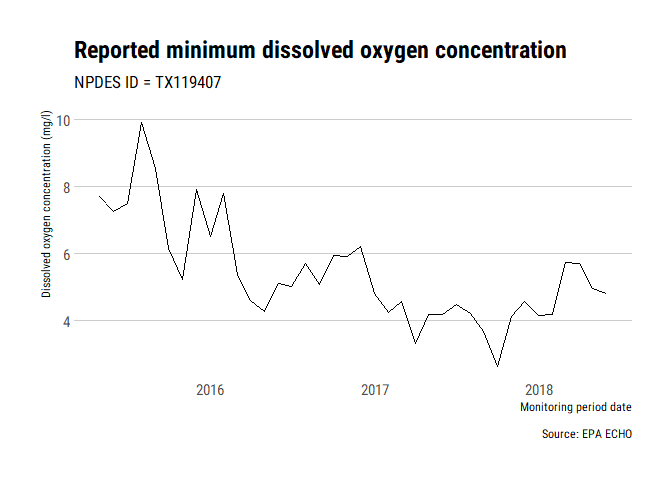 Reported minimum dissolved oxygen concentration
NPDES ID = TX119407
Dissolved oxygen concentration (mg/l)
10
8
6
4
2016 2017 2018
Monitoring period date
Source: EPA ECHO